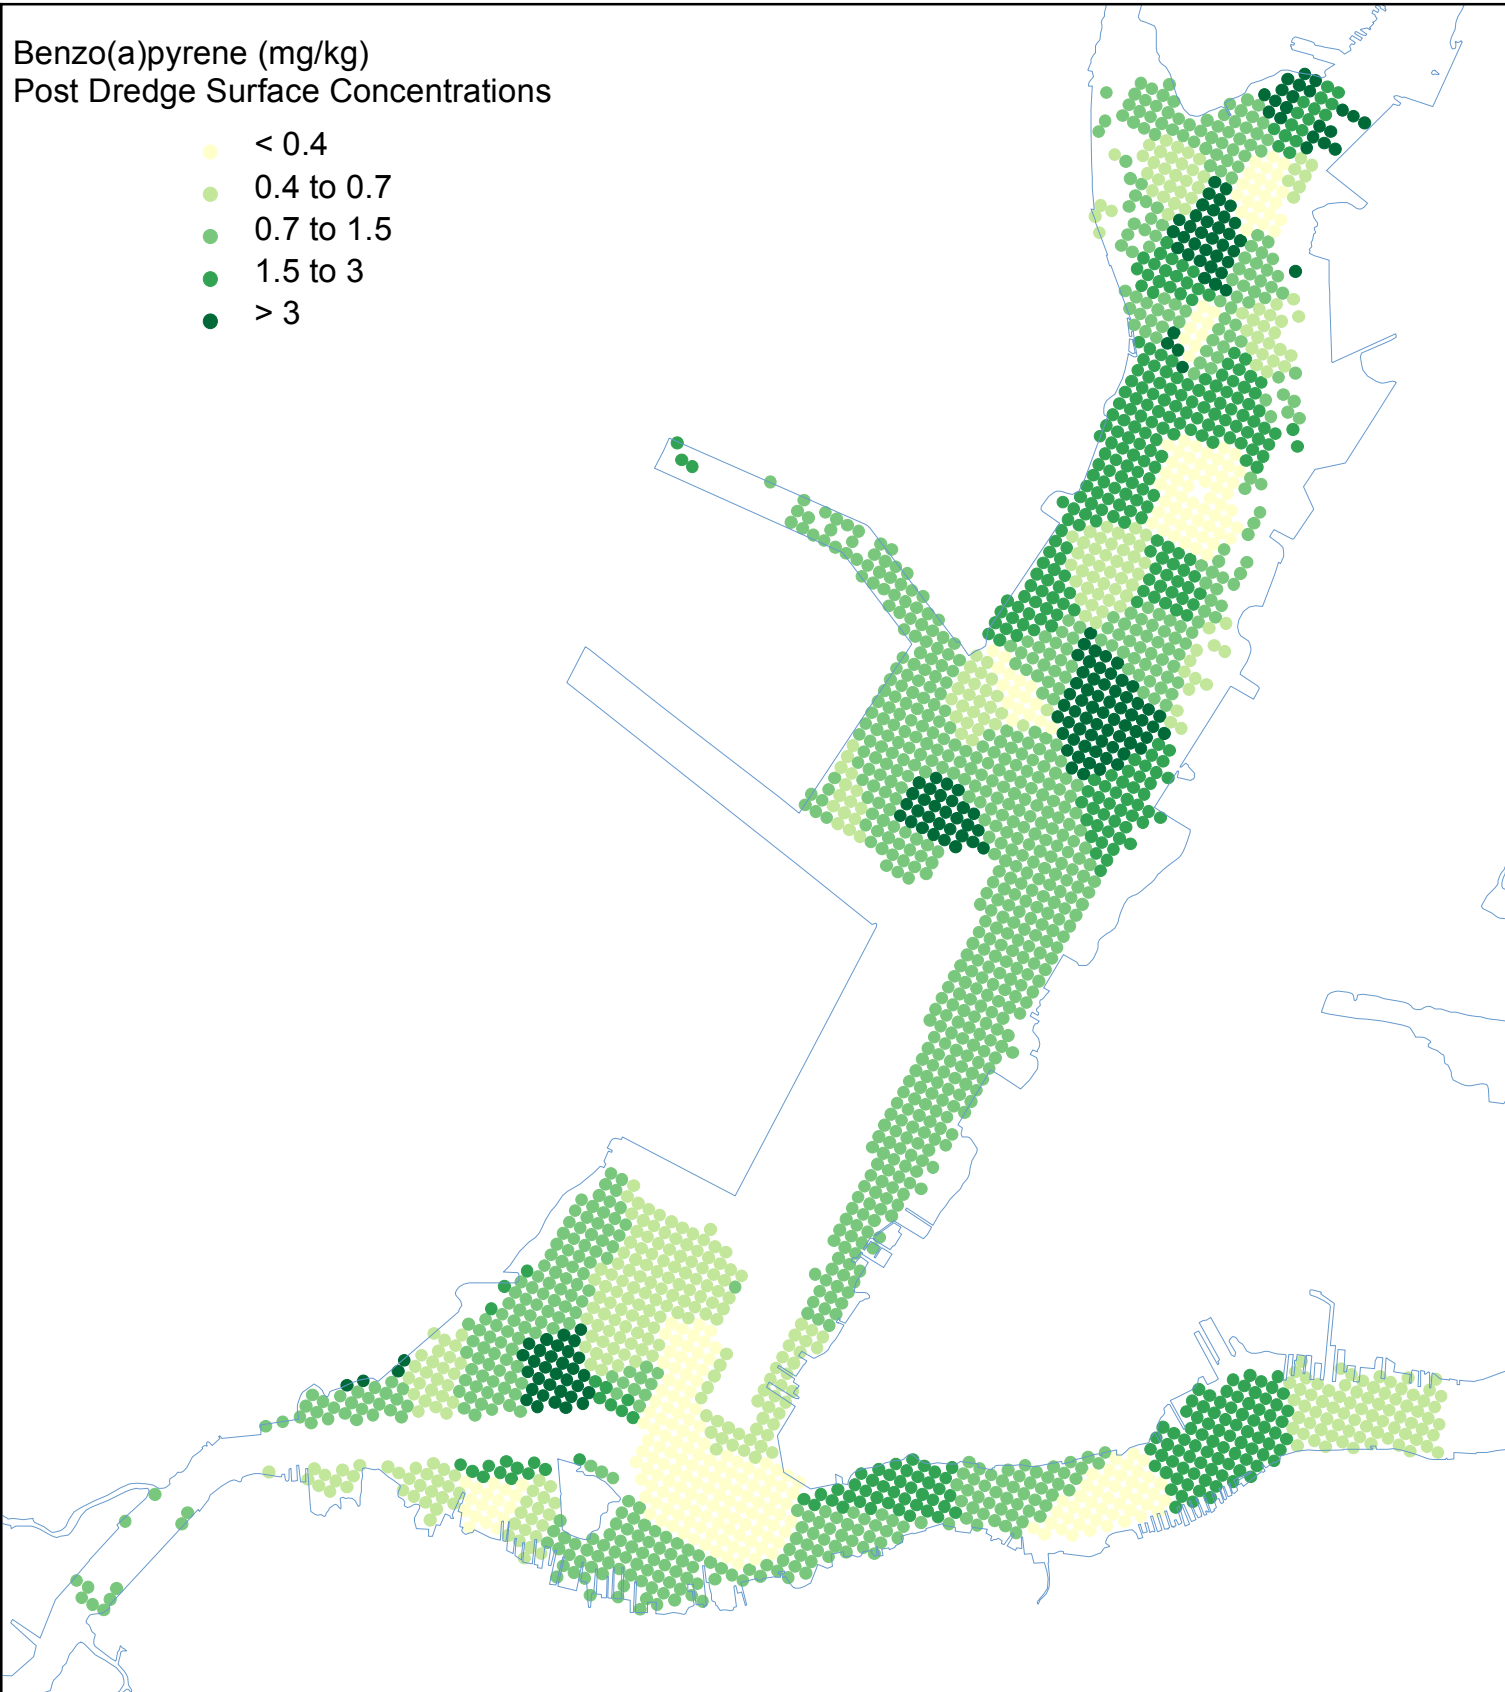 Benzo(a)pyrene (mg/kg)
Post Dredge Surface Concentrations
< 0.4
0.4 to 0.7
0.7 to 1.5
1.5 to 3
> 3